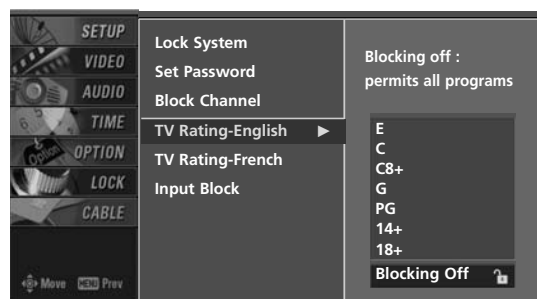 SETUP
VIDEO
AUDIO
TIME
OPTION
LOCK
CABLE
Move MENU Prev
Lock System
Set Password
Block Channel
TV Rating-English ►
TV Rating-French
Input Block
Blocking off :
permits all programs
E
C
C8+
G
PG
14+
18+
Blocking Off